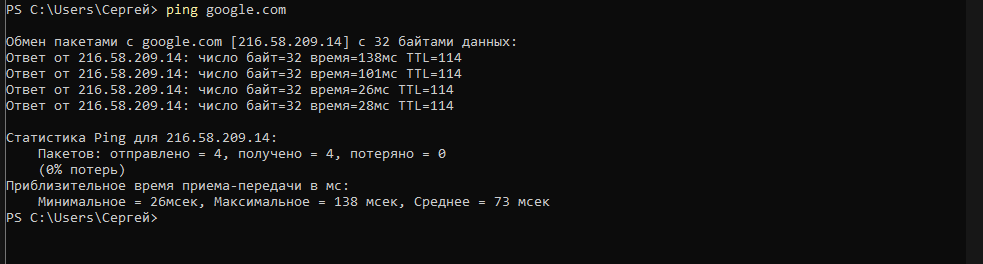 PS C:\Users\Сергей> ping google.com
Обмен пакетами с google.com [216.58.209.14] с 32 байтами данных:
Ответ от 216.58.209.14: число байт=32 время=138мс TTL=114
Ответ от 216.58.209.14: число байт=32 время=101мс TTL=114
Ответ от 216.58.209.14: число байт=32 время=26мс TTL=114
Ответ от 216.58.209.14: число байт=32 время=28мс TTL=114
Статистика Ping для 216.58.209.14:
Пакетов: отправлено = 4, получено = 4, потеряно = 0
(0% потерь)
Приблизительное время приема-передачи в мс:
Минимальное = 26мсек, Максимальное = 138 мсек, Среднее = 73 мсек
PS C:\Users\Сергей>